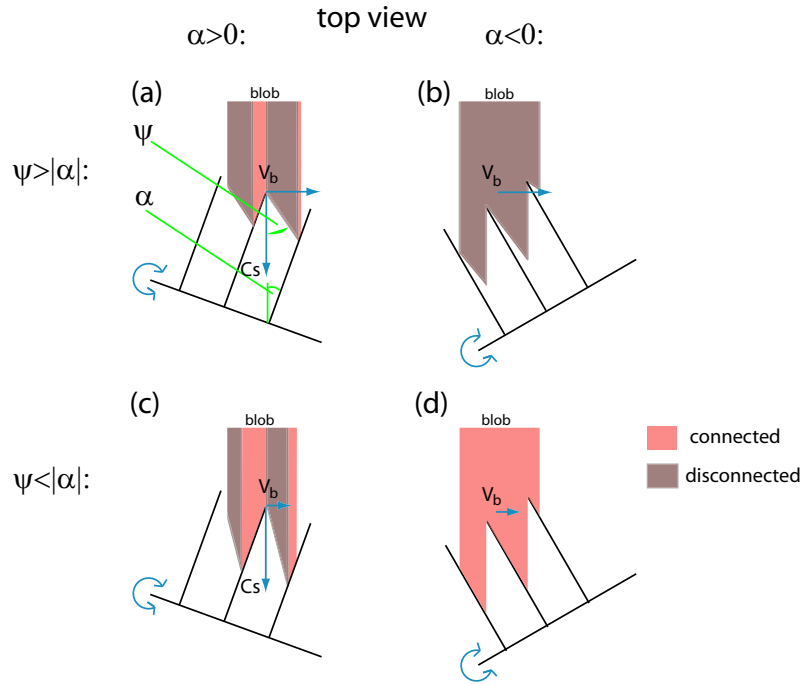 top view
α>0:
α<0:
(a)
blob
(b)
blob
ψ
ψ>|α|:
V_b
V_b
α
Cs
(c)
blob
(d)
blob
connected
disconnected
ψ<|α|:
V_b
V_b
Cs